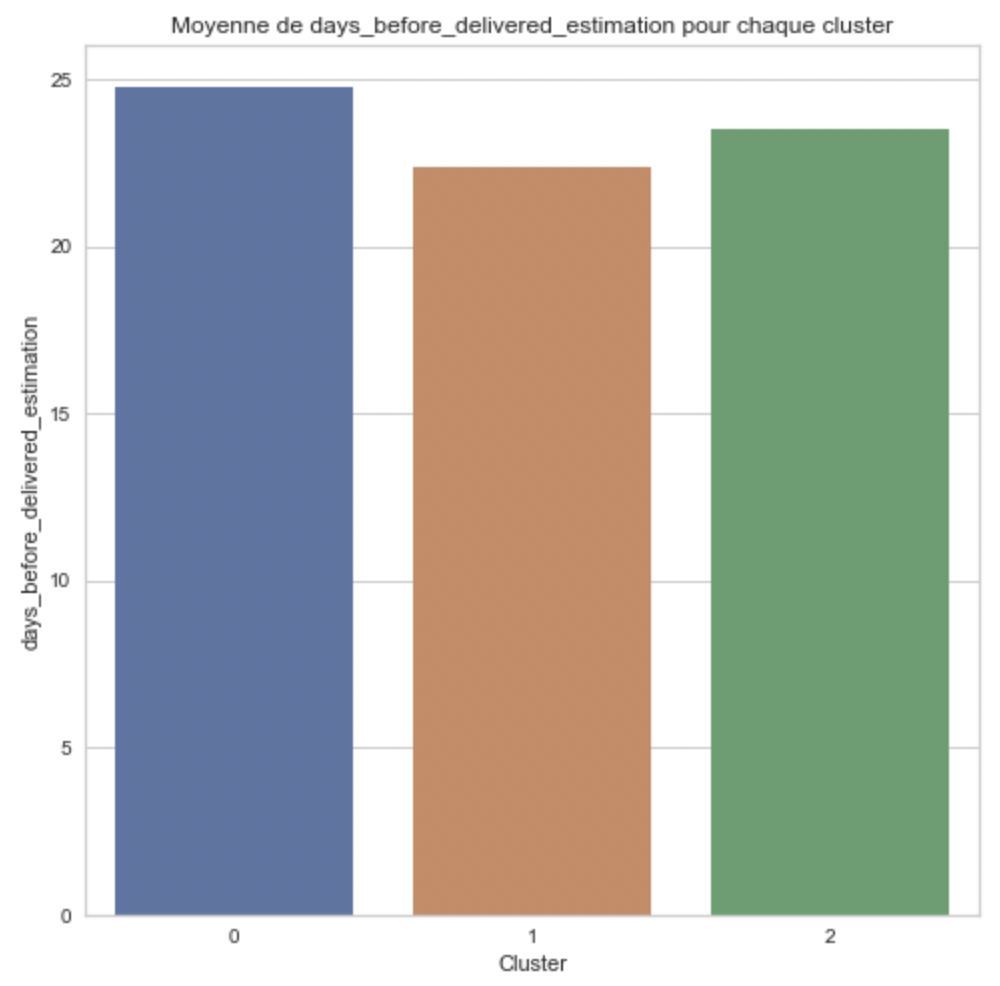 Moyenne de days_before_delivered_estimation pour chaque cluster
days_before_delivered_estimation
25
20
15
10
5
0
0 1 2
Cluster